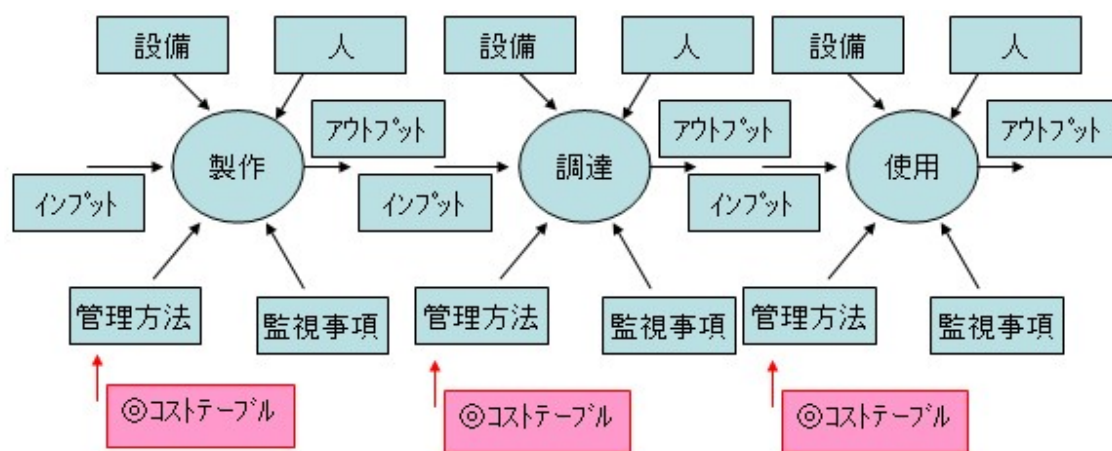 設備
人
設備
人
設備
人
アウトプット
アウトプット
アウトプット
製作
調達
使用
インプット
インプット
インプット
管理方法
監視事項
管理方法
監視事項
管理方法
監視事項
◎コストテーブル
◎コストテーブル
◎コストテーブル